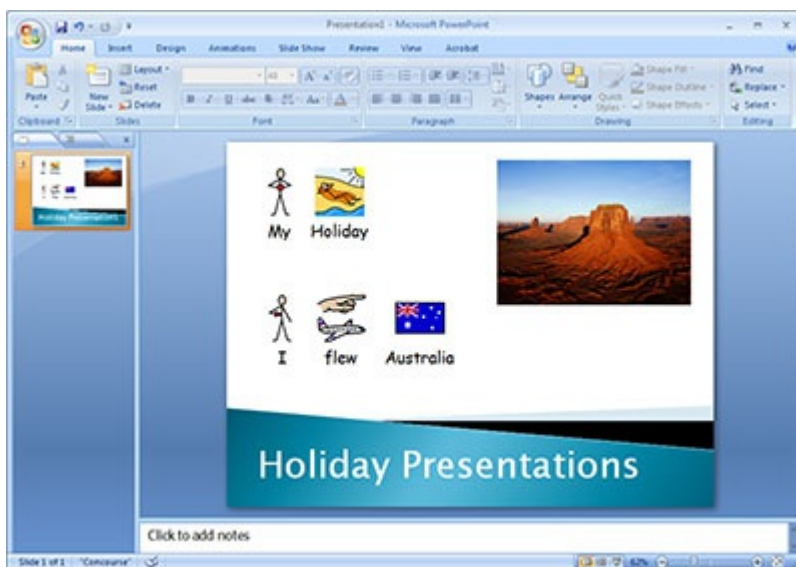 Presentation1 - Microsoft PowerPoint
Home Insert Design Animations Slide Show Review View Acrobat
Paste
Clipboard
New
Slide
Layout
Reset
Delete
Slides
Font
Paragraph
Shapes Arrange Quick
Styles
Shape Fill
Shape Outline
Shape Effects
Drawing
Find
Replace
Select
Editing
My Holiday
I flew Australia
Holiday Presentations
Click to add notes
Slide 1 of 1 "Concourse" 62%